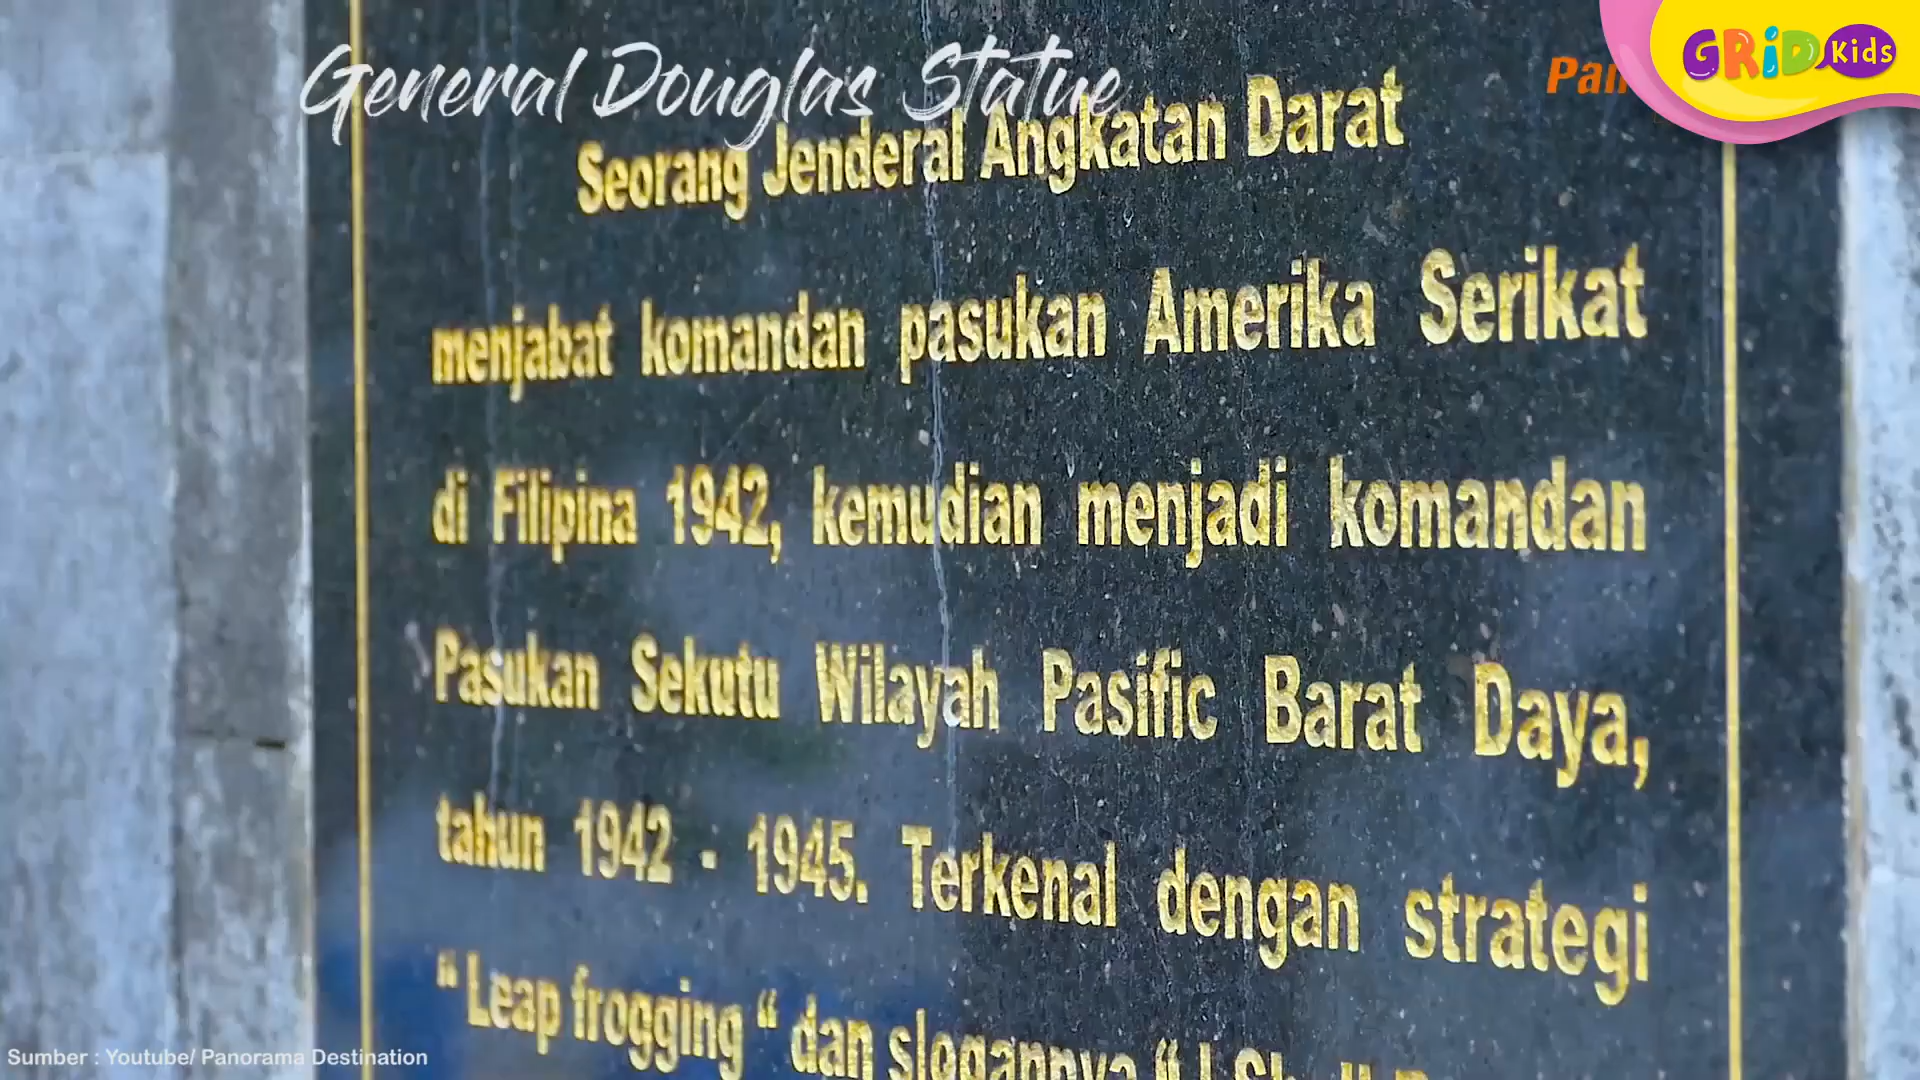 General Douglas Statue
GRiD Kids
Seorang Jenderal Angkatan Darat
menjabat komandan pasukan Amerika Serikat
di Filipina 1942, kemudian menjadi komandan
Pasukan Sekutu Wilayah Pasific Barat Daya,
tahun 1942 - 1945. Terkenal dengan strategi
“ Leap frogging “ dan slogannya “ I
Sumber : Youtube/ Panorama Destination